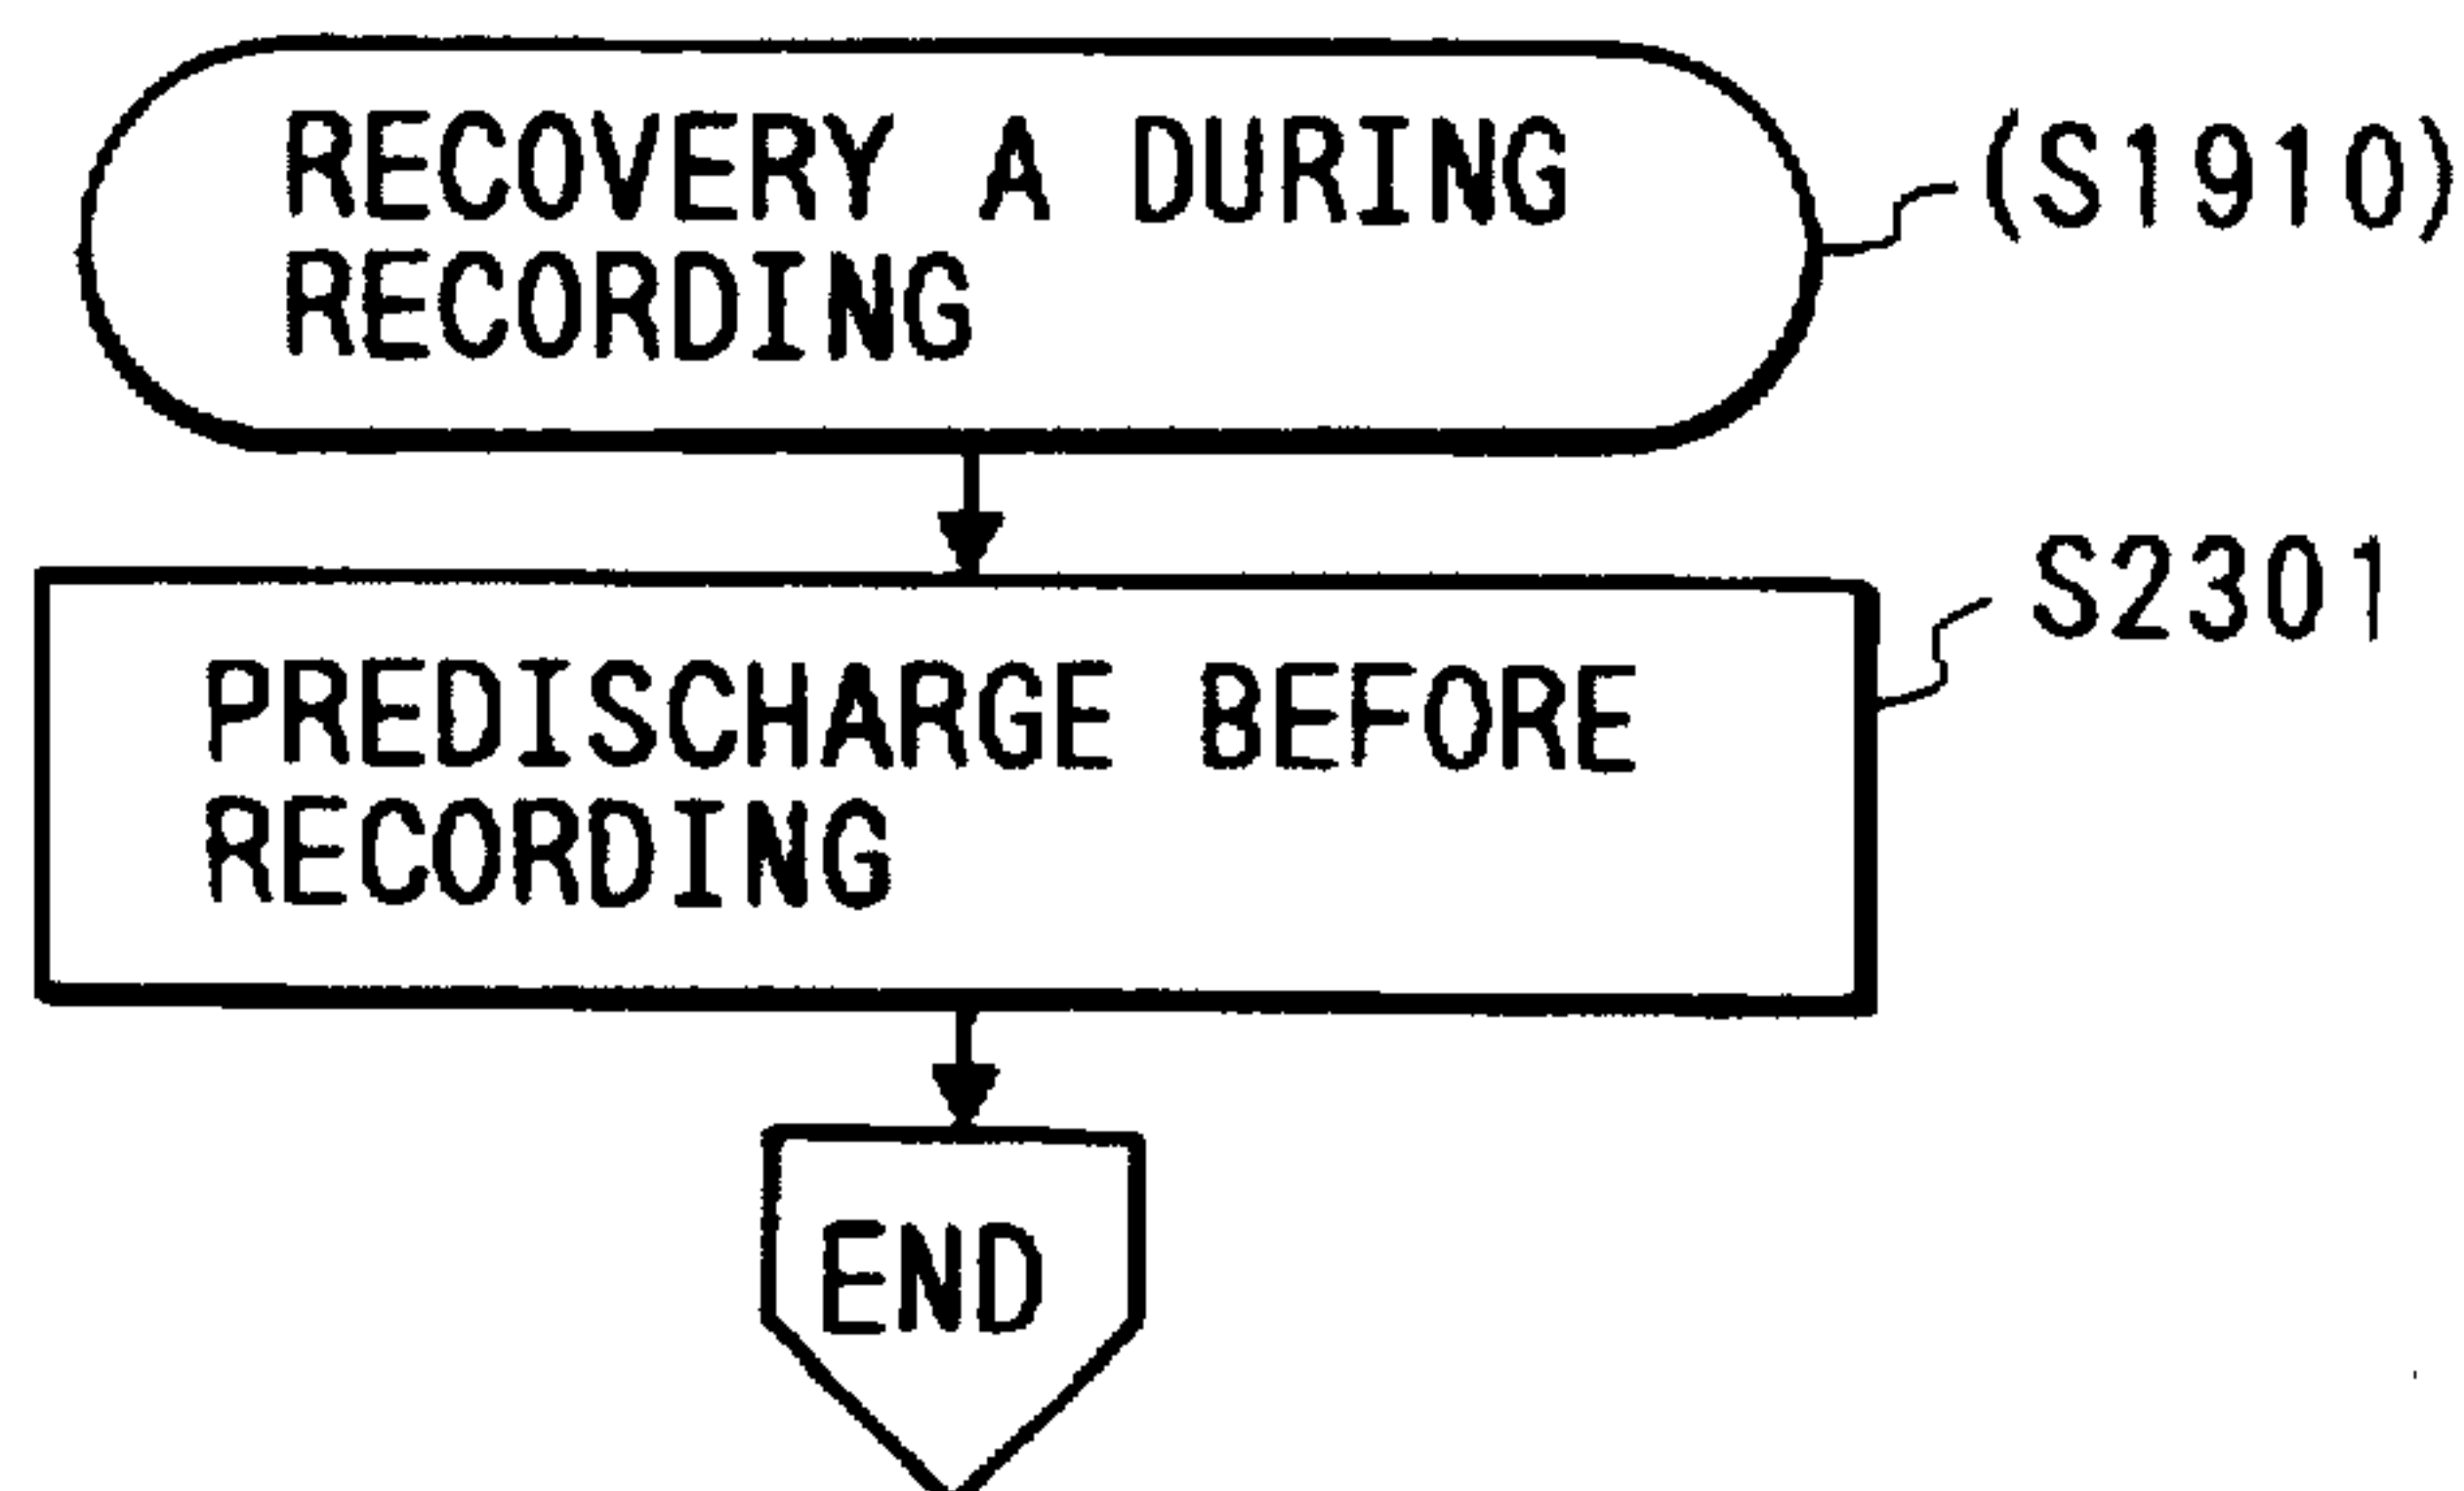 RECOVERY A DURING
RECORDING
(S1910)
PREDISCHARGE BEFORE
RECORDING
S2301
END